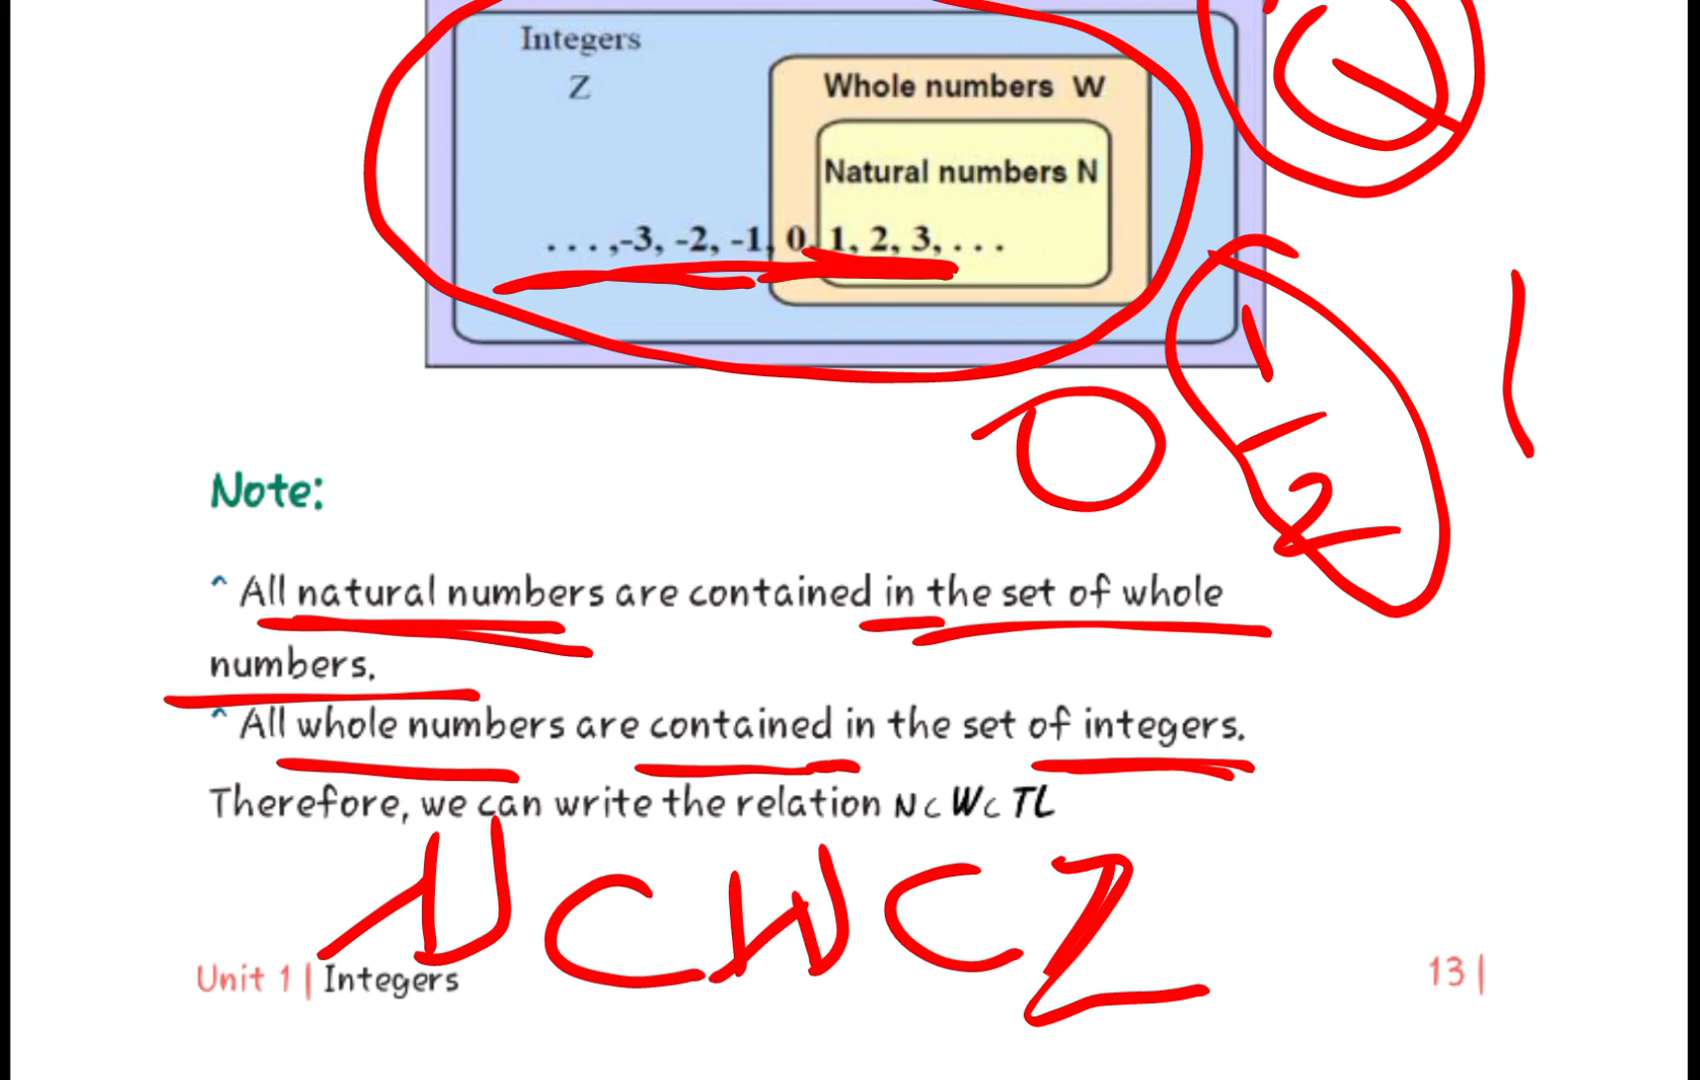 Integers
Z
Whole numbers W
Natural numbers N
. . . ,-3, -2, -1, 0, 1, 2, 3, . . .
1
2
Note:
^ All natural numbers are contained in the set of whole
numbers.
^ All whole numbers are contained in the set of integers.
Therefore, we can write the relation N⊂W⊂TL
N⊂W⊂Z
Unit 1 | Integers
13 |